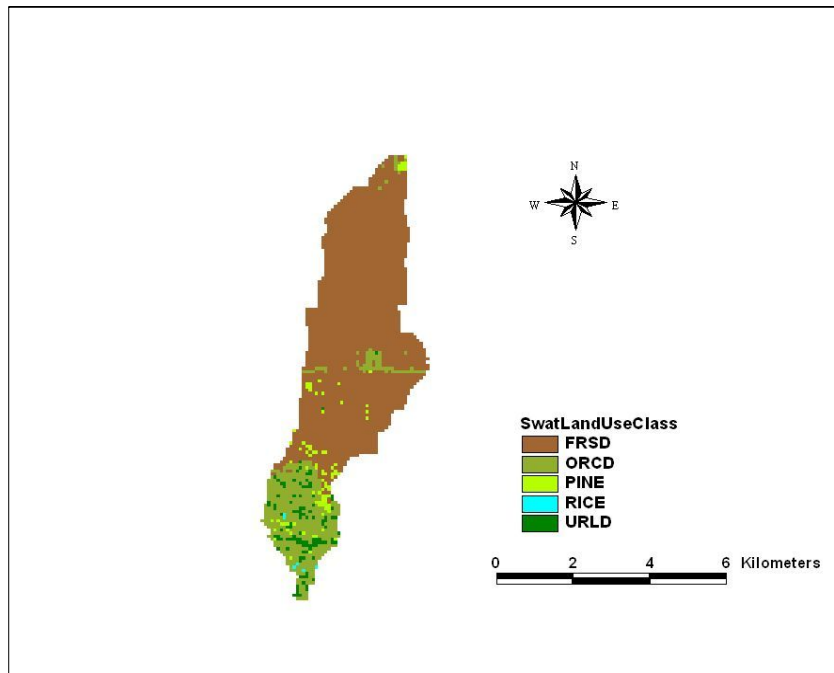 N
W E
S
SwatLandUseClass
FRSD
ORCD
PINE
RICE
URLD
0 2 4 6 Kilometers